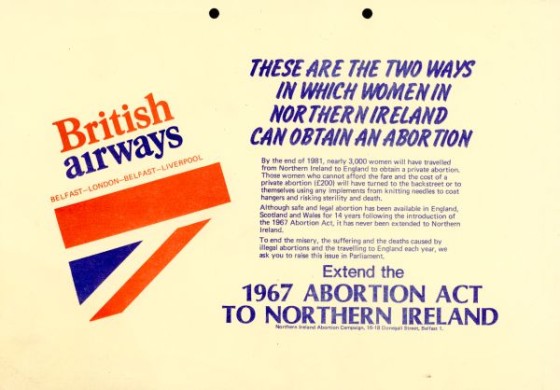 British
airways
BELFAST-LONDON-BELFAST-LIVERPOOL
THESE ARE THE TWO WAYS
IN WHICH WOMEN IN
NORTHERN IRELAND
CAN OBTAIN AN ABORTION
By the end of 1981, nearly 3,000 women will have travelled
from Northern Ireland to England to obtain a private abortion.
Those women who cannot afford the fare and the cost of a
private abortion (£200) will have turned to the backstreet or to
themselves using any implements from knitting needles to coat
hangers and risking sterility and death.
Although safe and legal abortion has been available in England,
Scotland and Wales for 14 years following the introduction of
the 1967 Abortion Act, it has never been extended to Northern
Ireland.
To end the misery, the suffering and the deaths caused by
illegal abortions and the travelling to England each year, we
ask you to raise this issue in Parliament.
Extend the
1967 ABORTION ACT
TO NORTHERN IRELAND
Northern Ireland Abortion Campaign, 16-18 Donegall Street, Belfast 1.